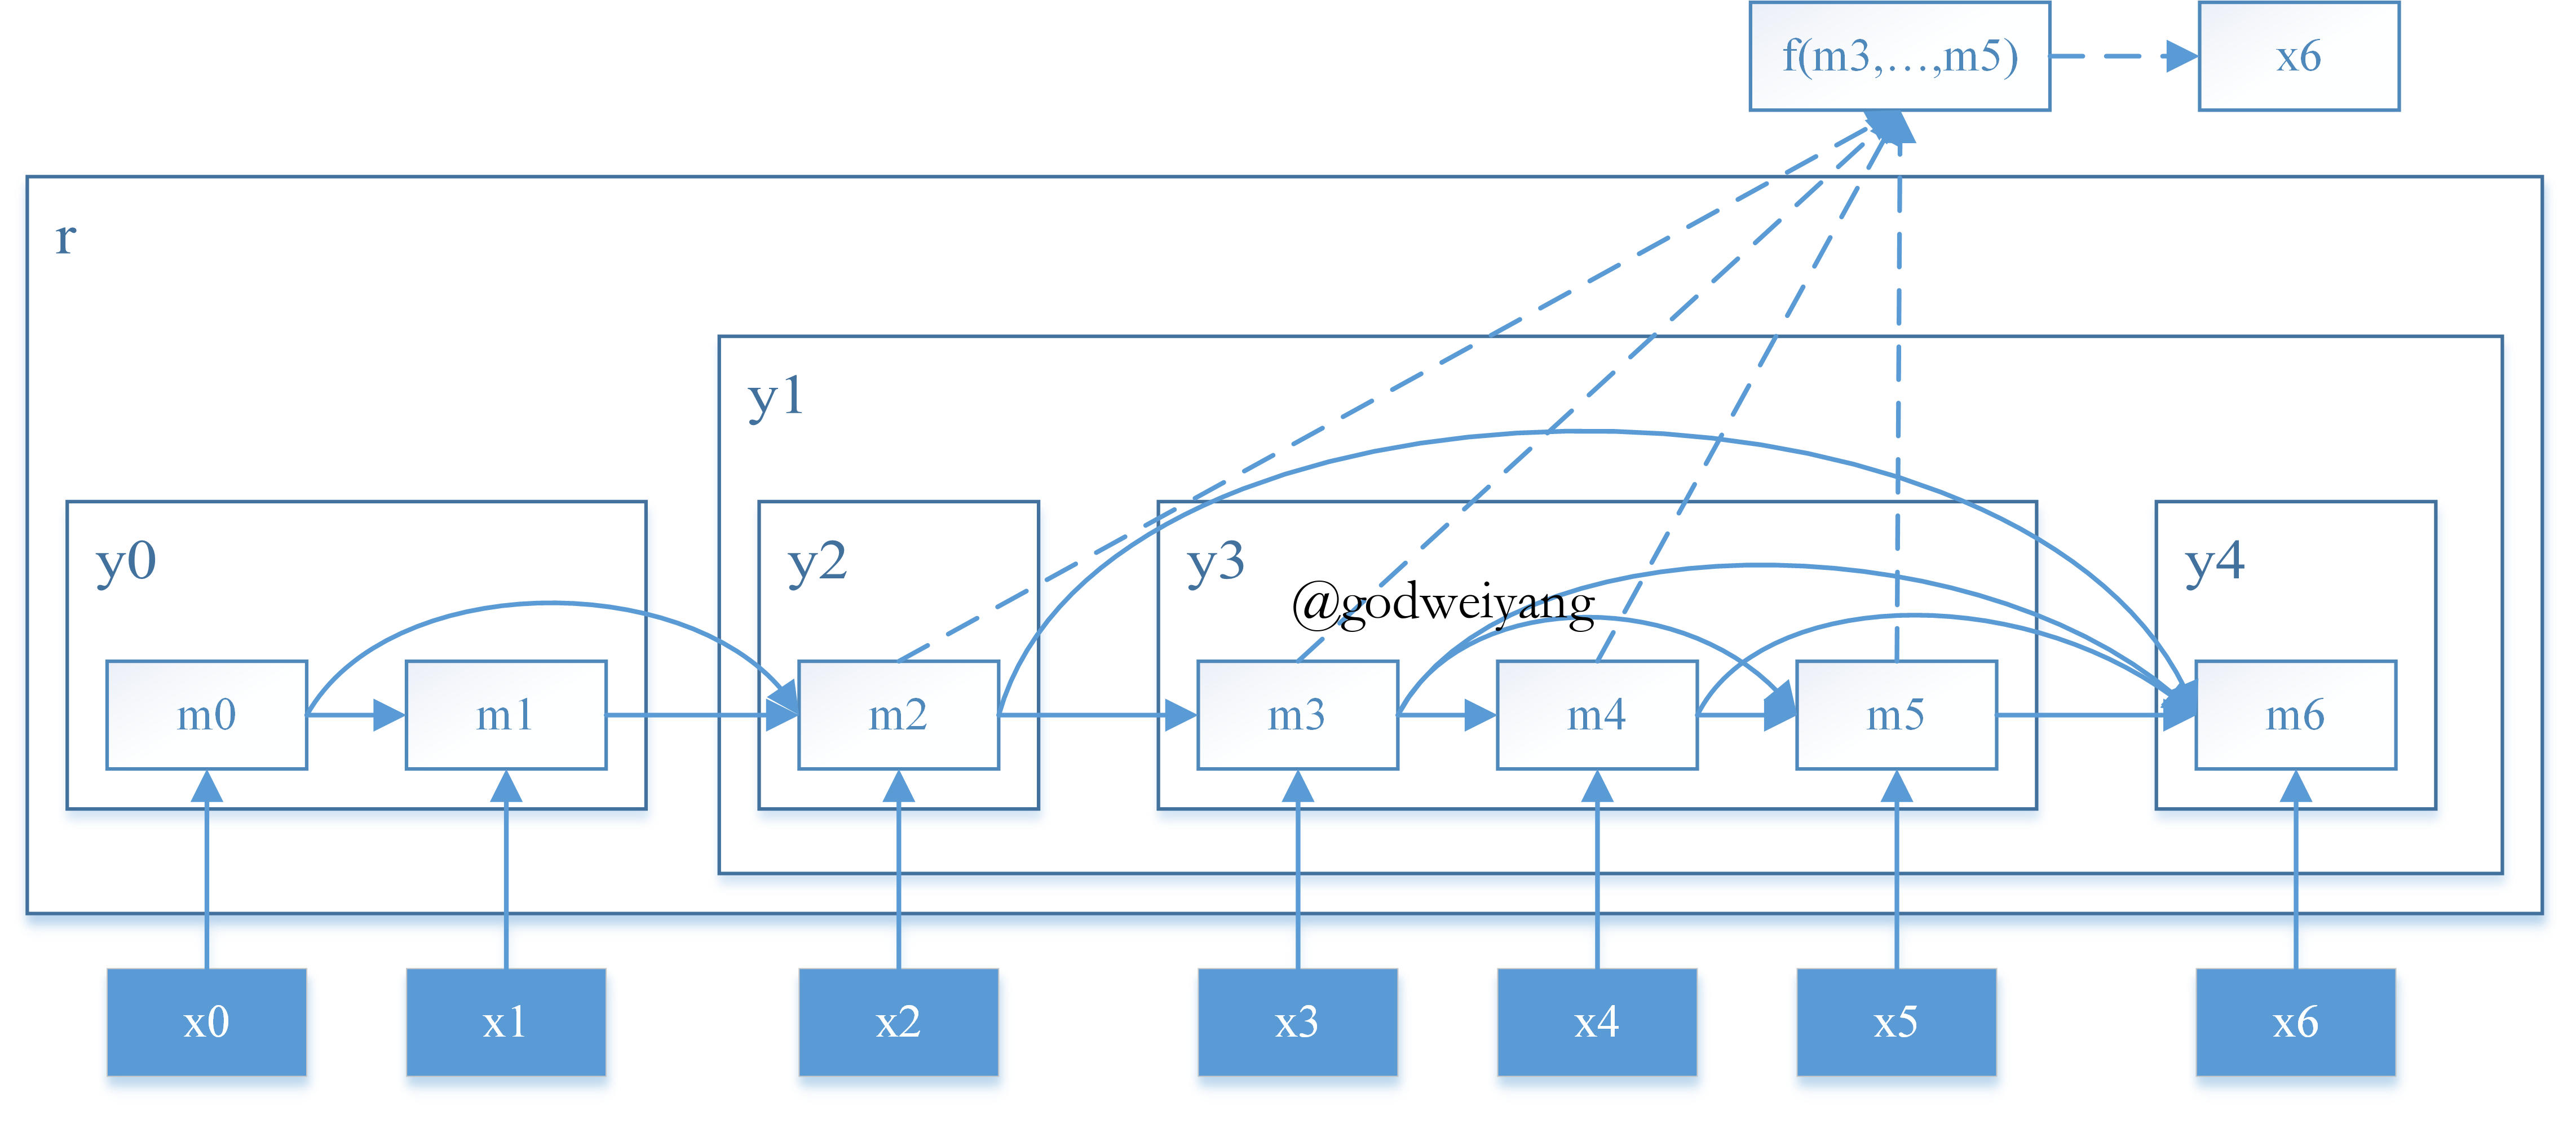 f(m3,…,m5) x6
r
y1
y0 y2 y3 y4
@godweiyang
m0 m1 m2 m3 m4 m5 m6
x0 x1 x2 x3 x4 x5 x6